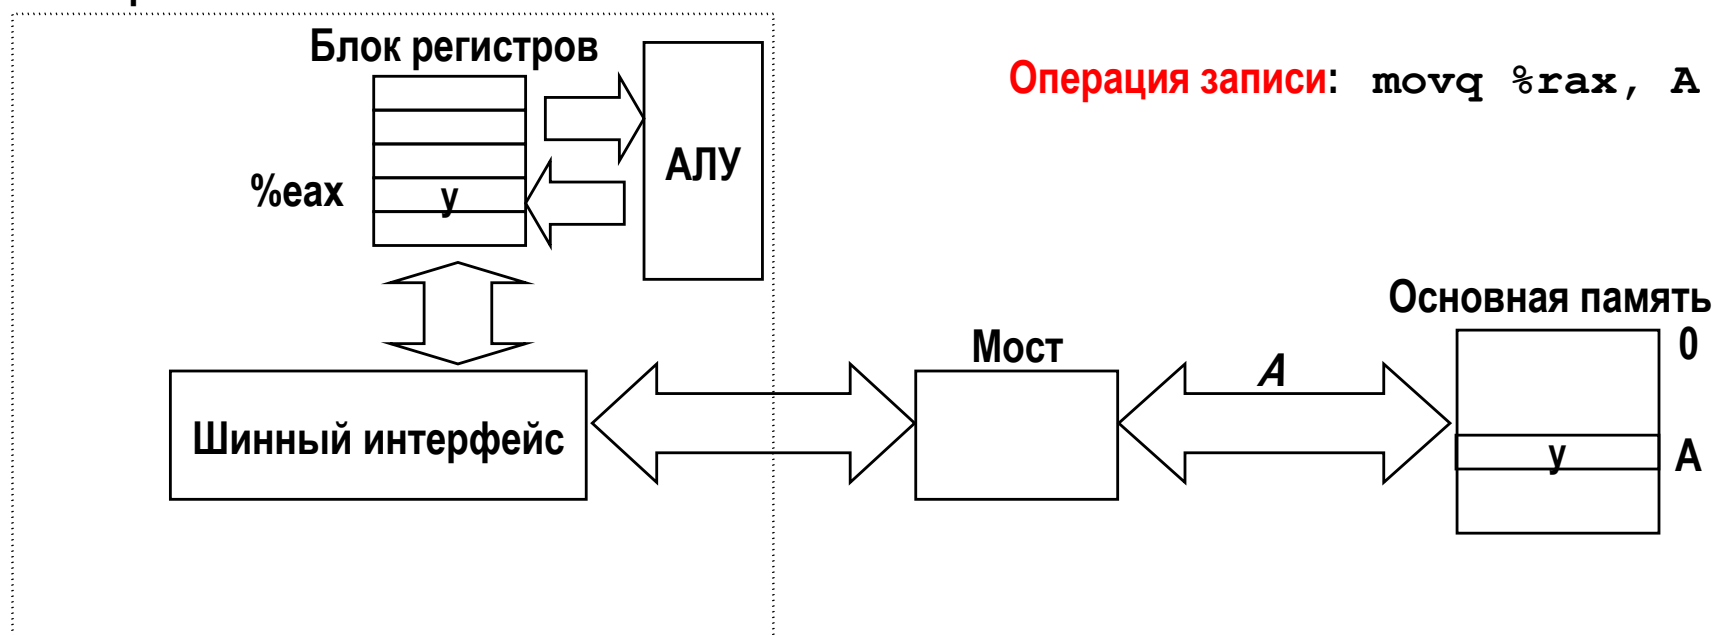 Блок регистров
Операция записи: movq %rax, A
АЛУ
%eax
y
Основная память
0
Мост
A
Шинный интерфейс
y
A